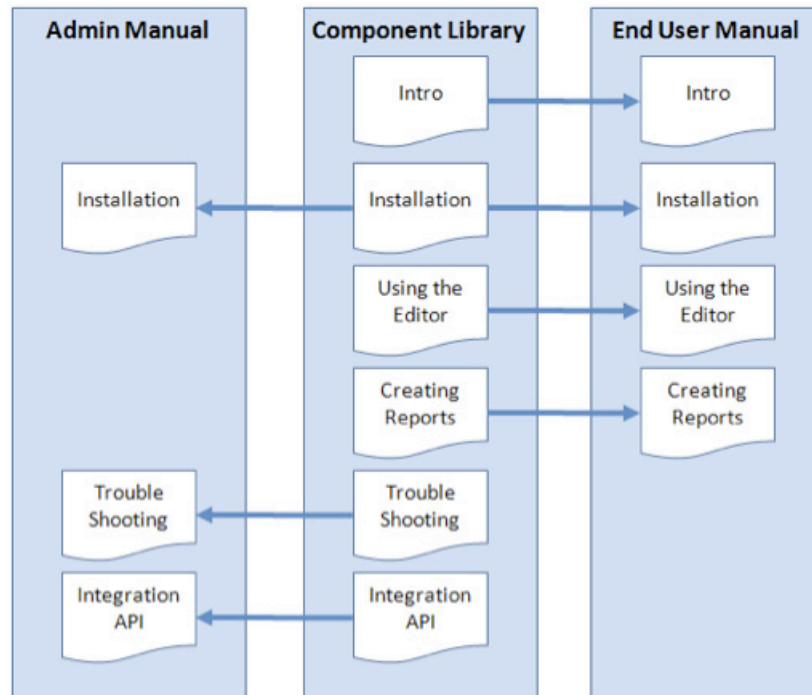 Admin Manual
Component Library
End User Manual
Intro
Intro
Installation
Installation
Installation
Using the
Editor
Using the
Editor
Creating
Reports
Creating
Reports
Trouble
Shooting
Trouble
Shooting
Integration
API
Integration
API